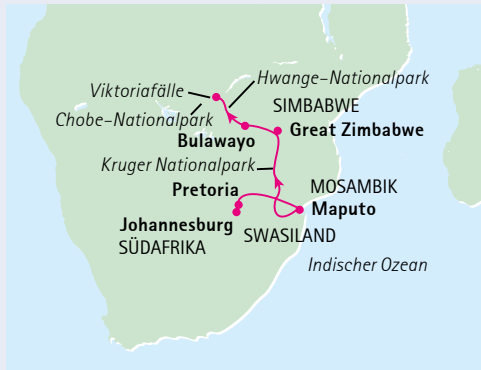 Viktoriafälle
Hwange-Nationalpark
Chobe-Nationalpark
SIMBABWE
Bulawayo
Great Zimbabwe
Kruger Nationalpark
Pretoria
MOSAMBIK
Johannesburg
Maputo
SÜDAFRIKA
SWASILAND
Indischer Ozean